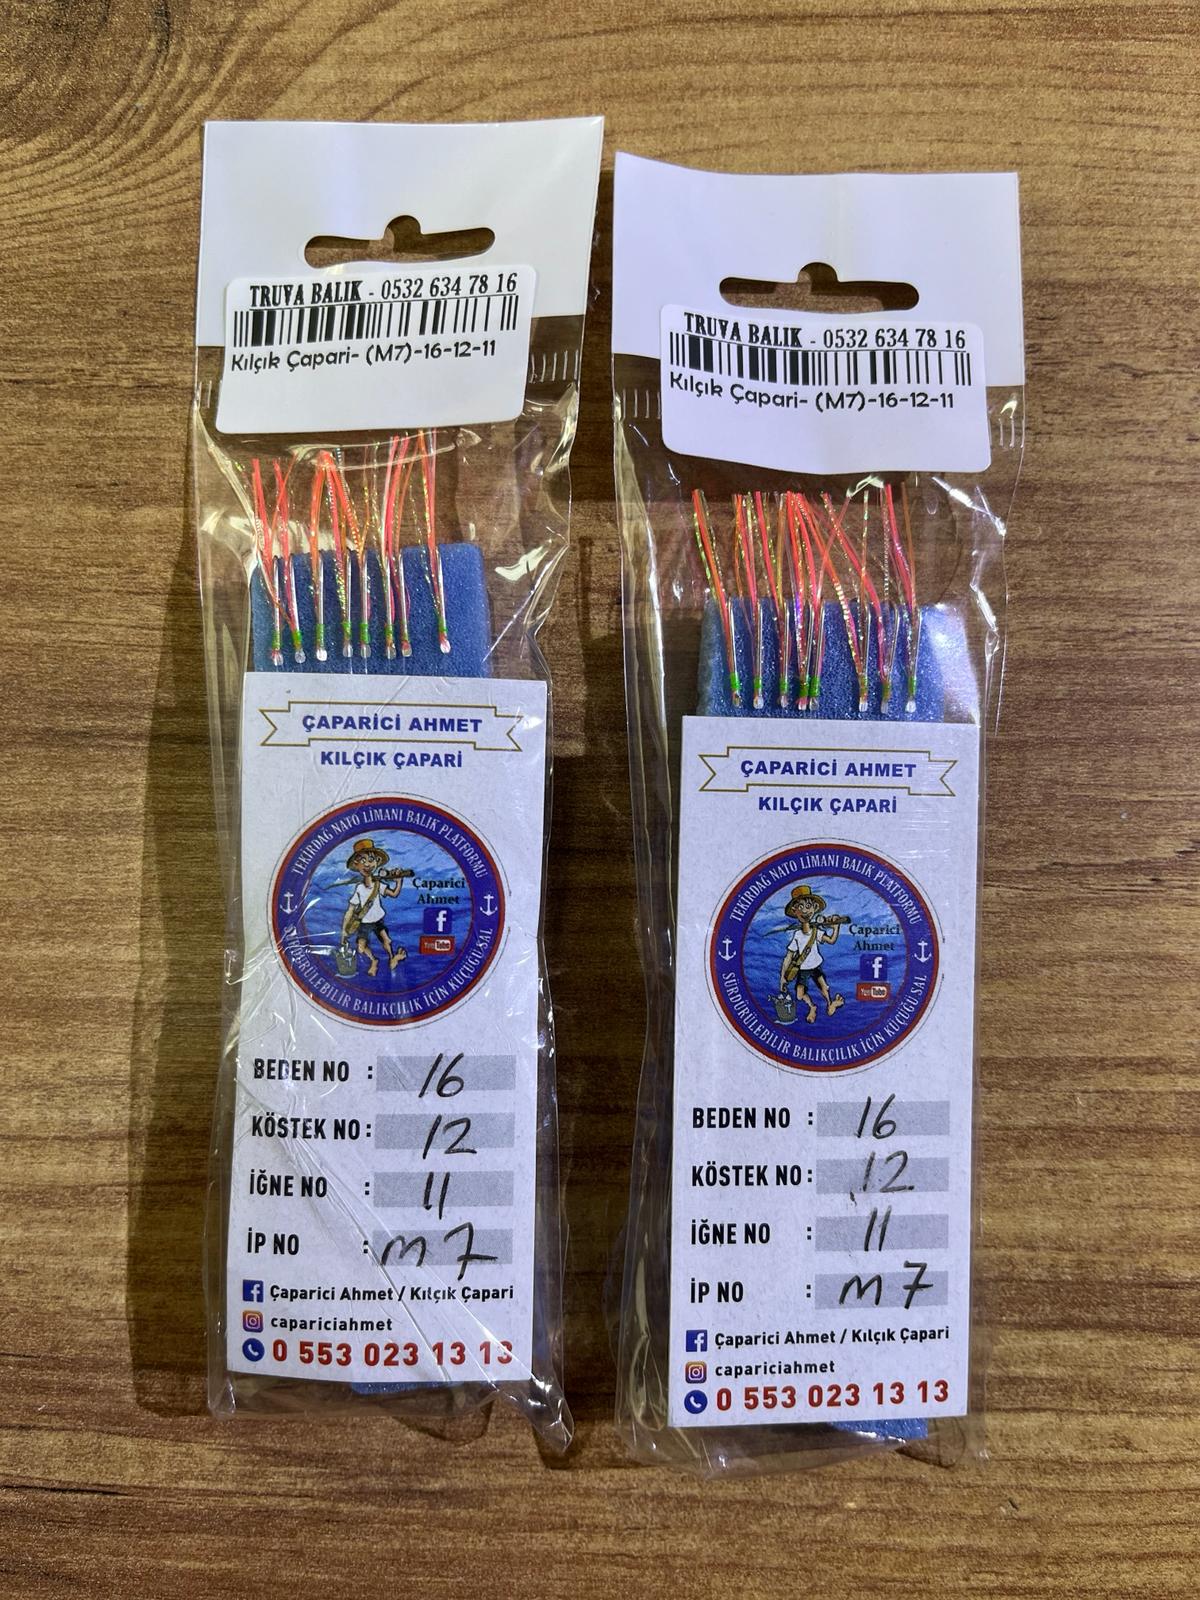 TRUVA BALIK - 0532 634 78 16
Kılçık Çapari- (M7)-16-12-11
ÇAPARİCİ AHMET
KILÇIK ÇAPARİ
TEKİRDAĞ NATO LİMANI BALIK PLATFORMU
Çaparici
Ahmet
f
YouTube
SÜRDÜRÜLEBİLİR BALIKÇILIK İÇİN KÜÇÜĞÜ SAL
BEDEN NO : 16
KÖSTEK NO : 12
İĞNE NO : 11
İP NO : M7
Çaparici Ahmet / Kılçık Çapari
capariciahmet
0 553 023 13 13
TRUVA BALIK - 0532 634 78 16
Kılçık Çapari- (M7)-16-12-11
ÇAPARİCİ AHMET
KILÇIK ÇAPARİ
TEKİRDAĞ NATO LİMANI BALIK PLATFORMU
Çaparici
Ahmet
f
YouTube
SÜRDÜRÜLEBİLİR BALIKÇILIK İÇİN KÜÇÜĞÜ SAL
BEDEN NO : 16
KÖSTEK NO : 12
İĞNE NO : 11
İP NO : M7
Çaparici Ahmet / Kılçık Çapari
capariciahmet
0 553 023 13 13